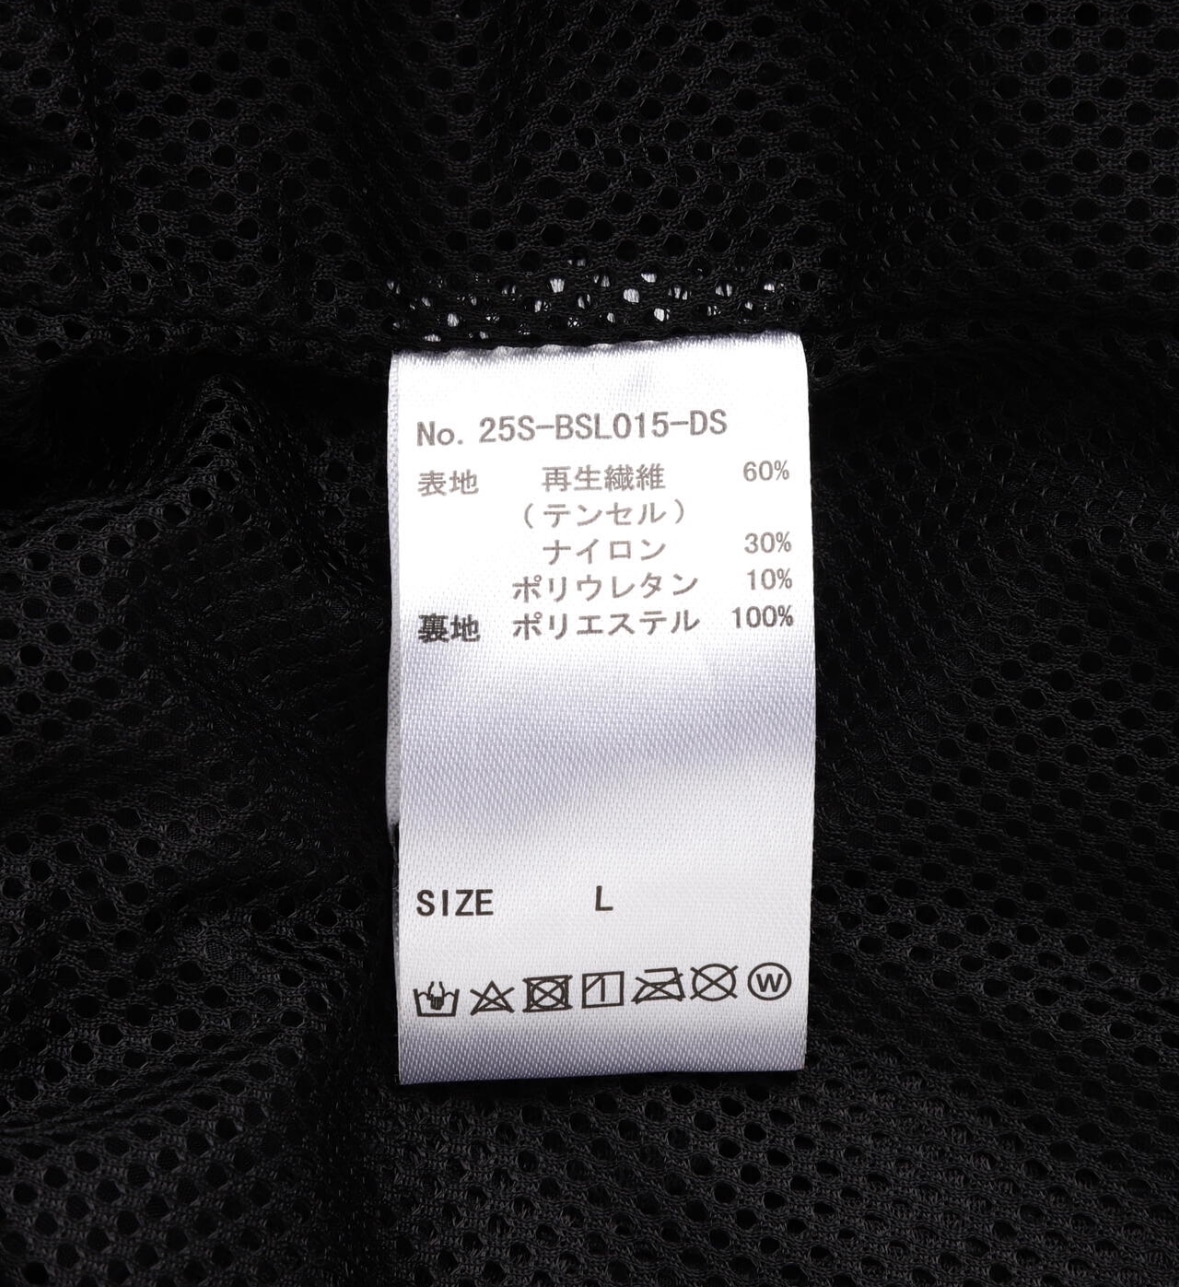 No. 25S-BSL015-DS
表地 再生繊維 60%
(テンセル)
ナイロン 30%
ポリウレタン 10%
裏地 ポリエステル 100%
SIZE L
W